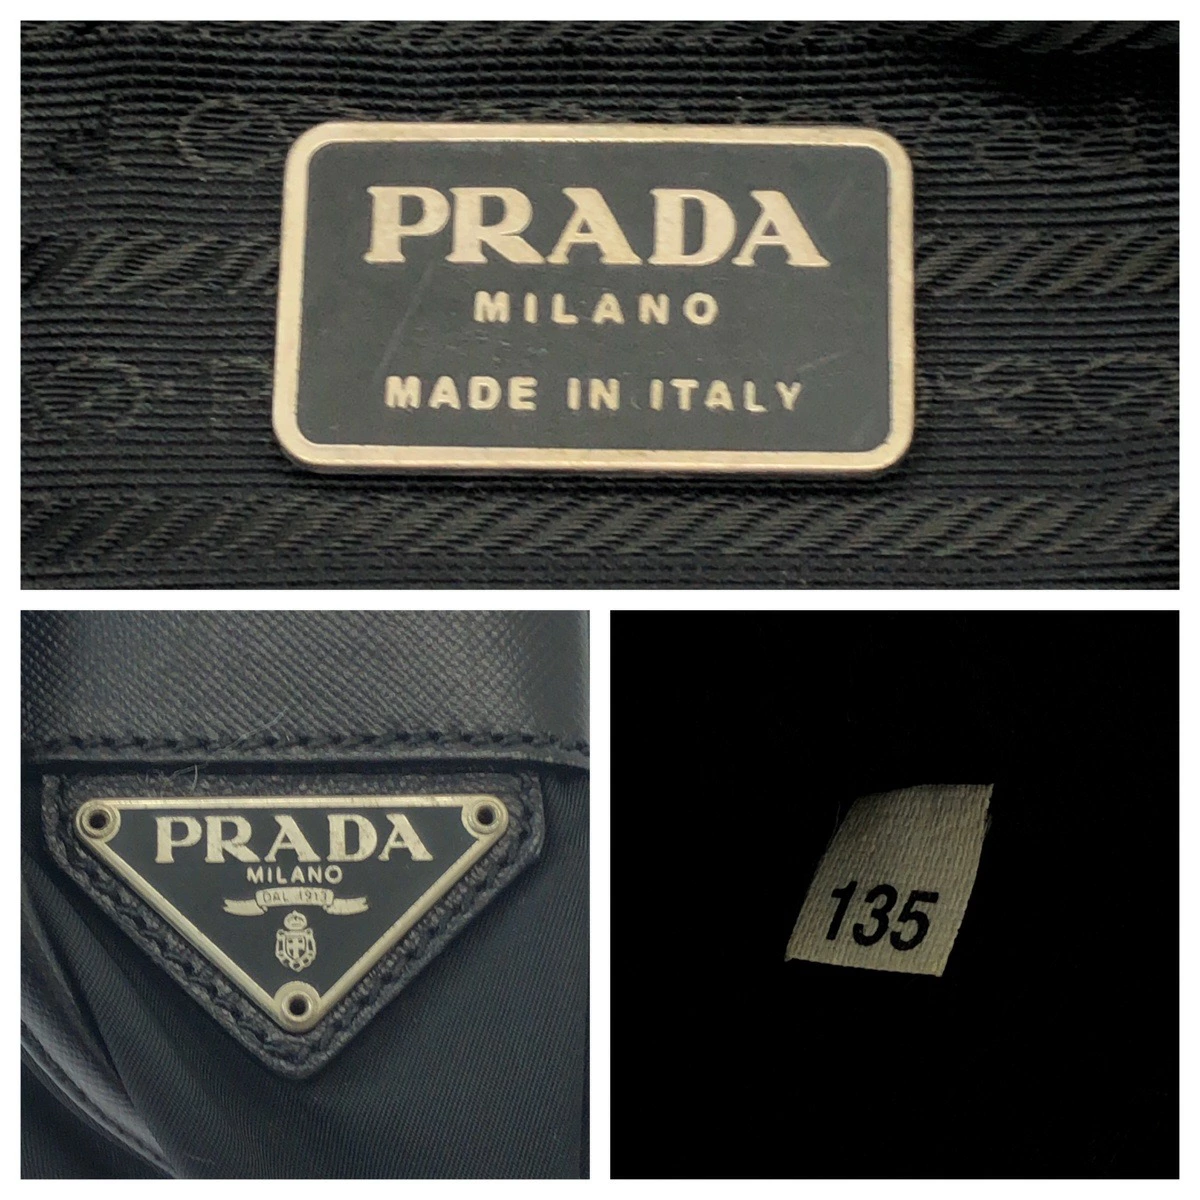 PRADA
MILANO
MADE IN ITALY
PRADA
MILANO
DAL 1913
135